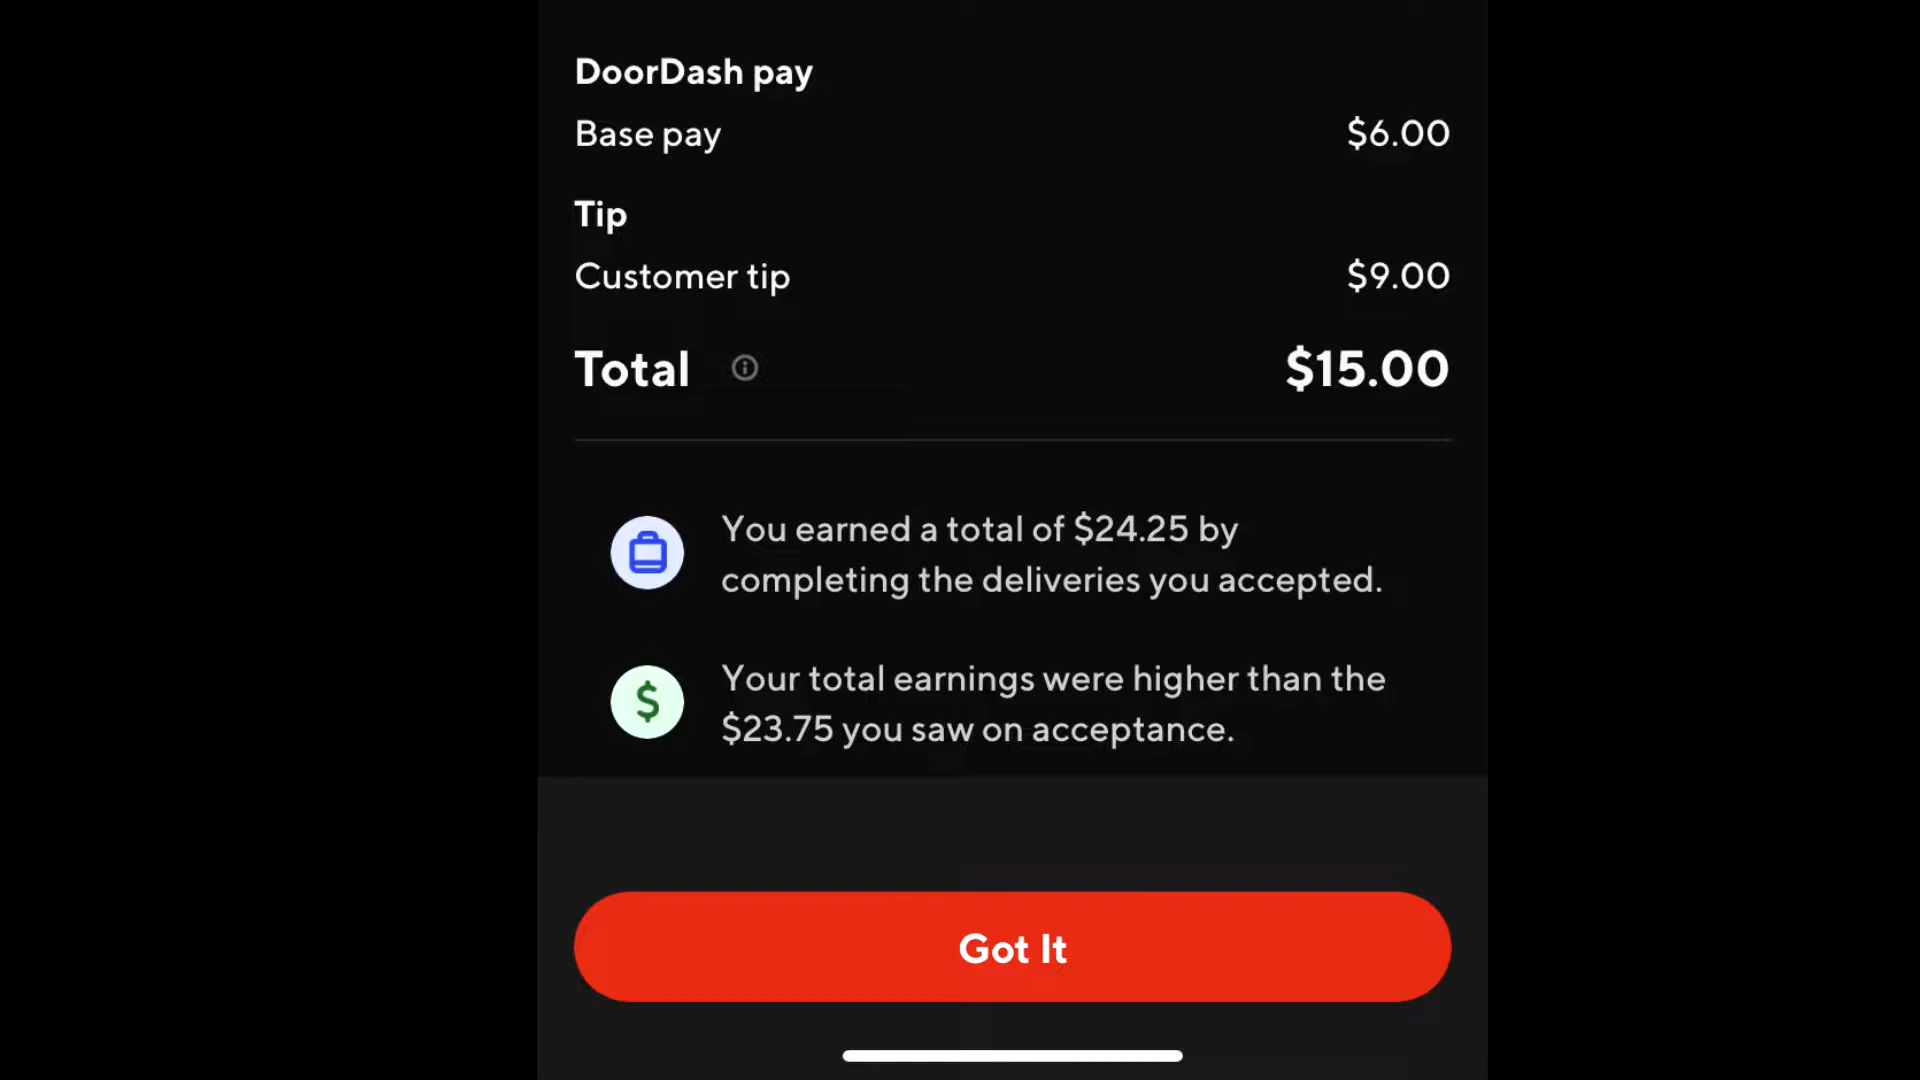 DoorDash pay
Base pay $6.00
Tip
Customer tip $9.00
Total $15.00
You earned a total of $24.25 by
completing the deliveries you accepted.
$
Your total earnings were higher than the
$23.75 you saw on acceptance.
Got It